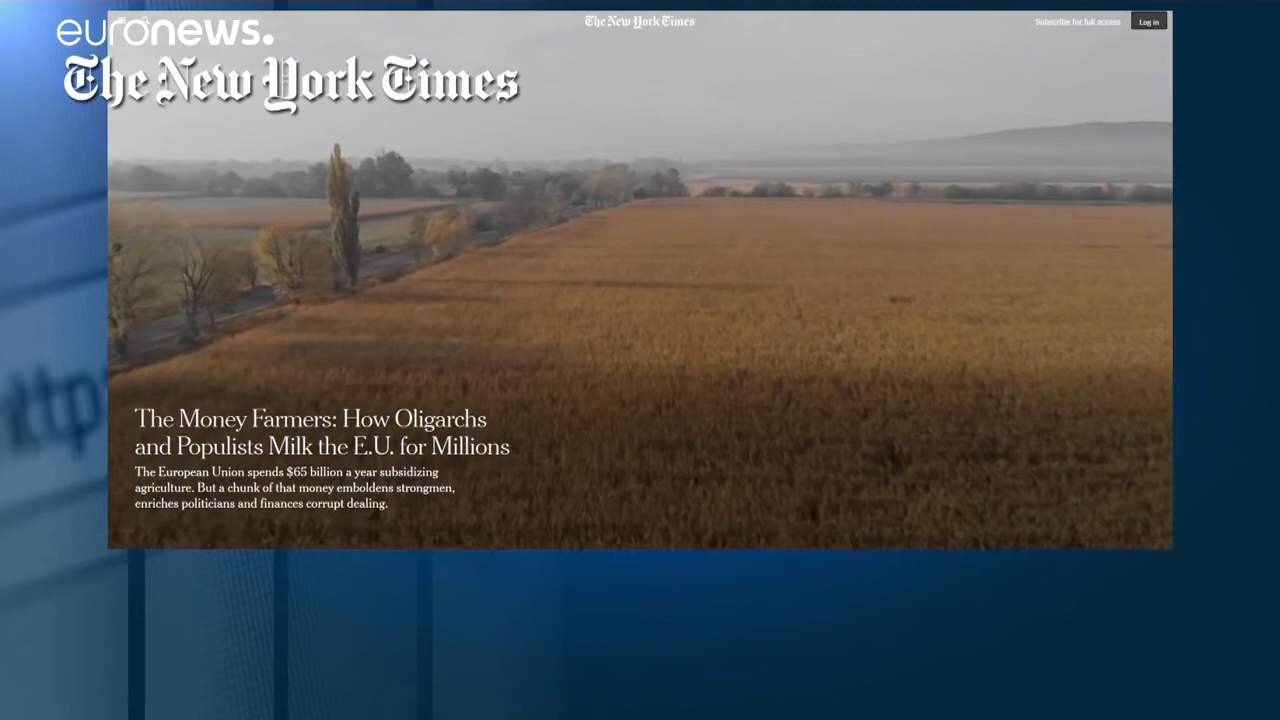 euronews.
The New York Times
The New York Times
Subscribe for full access
Log in
The Money Farmers: How Oligarchs
and Populists Milk the E.U. for Millions
The European Union spends $65 billion a year subsidizing
agriculture. But a chunk of that money emboldens strongmen,
enriches politicians and finances corrupt dealing.
http